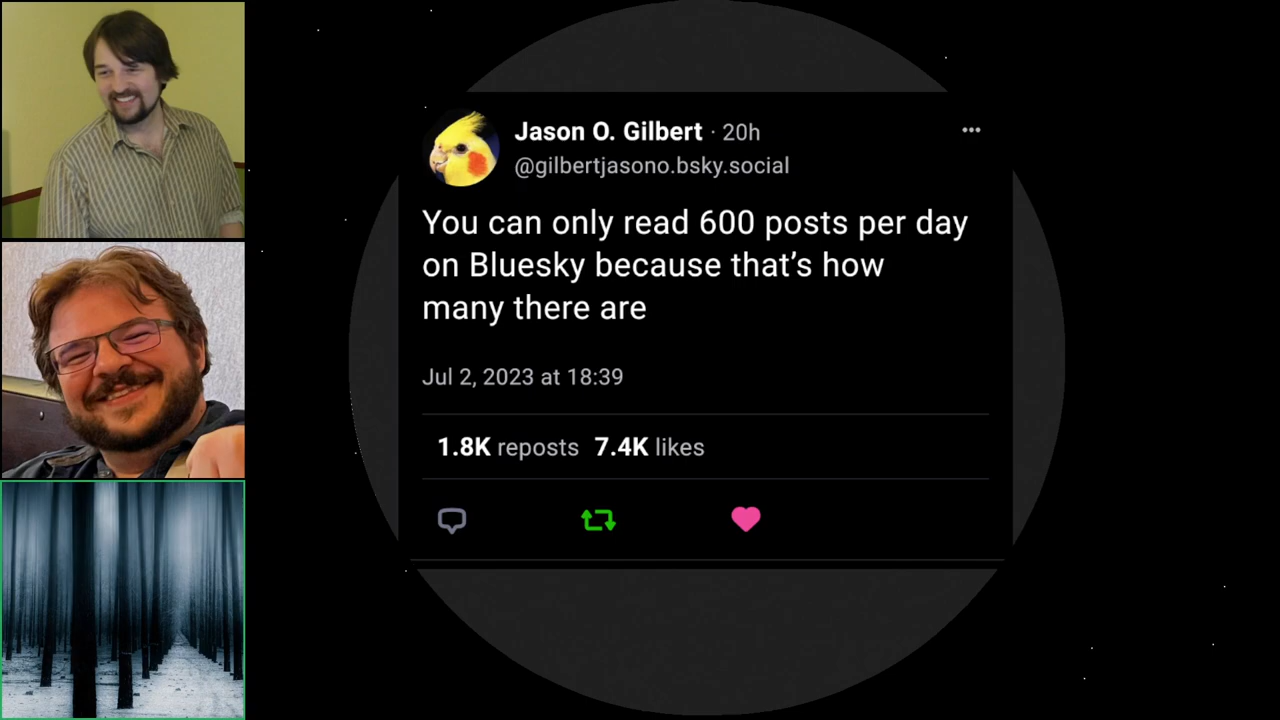 Jason O. Gilbert · 20h
@gilbertjasono.bsky.social
You can only read 600 posts per day
on Bluesky because that’s how
many there are
Jul 2, 2023 at 18:39
1.8K reposts 7.4K likes